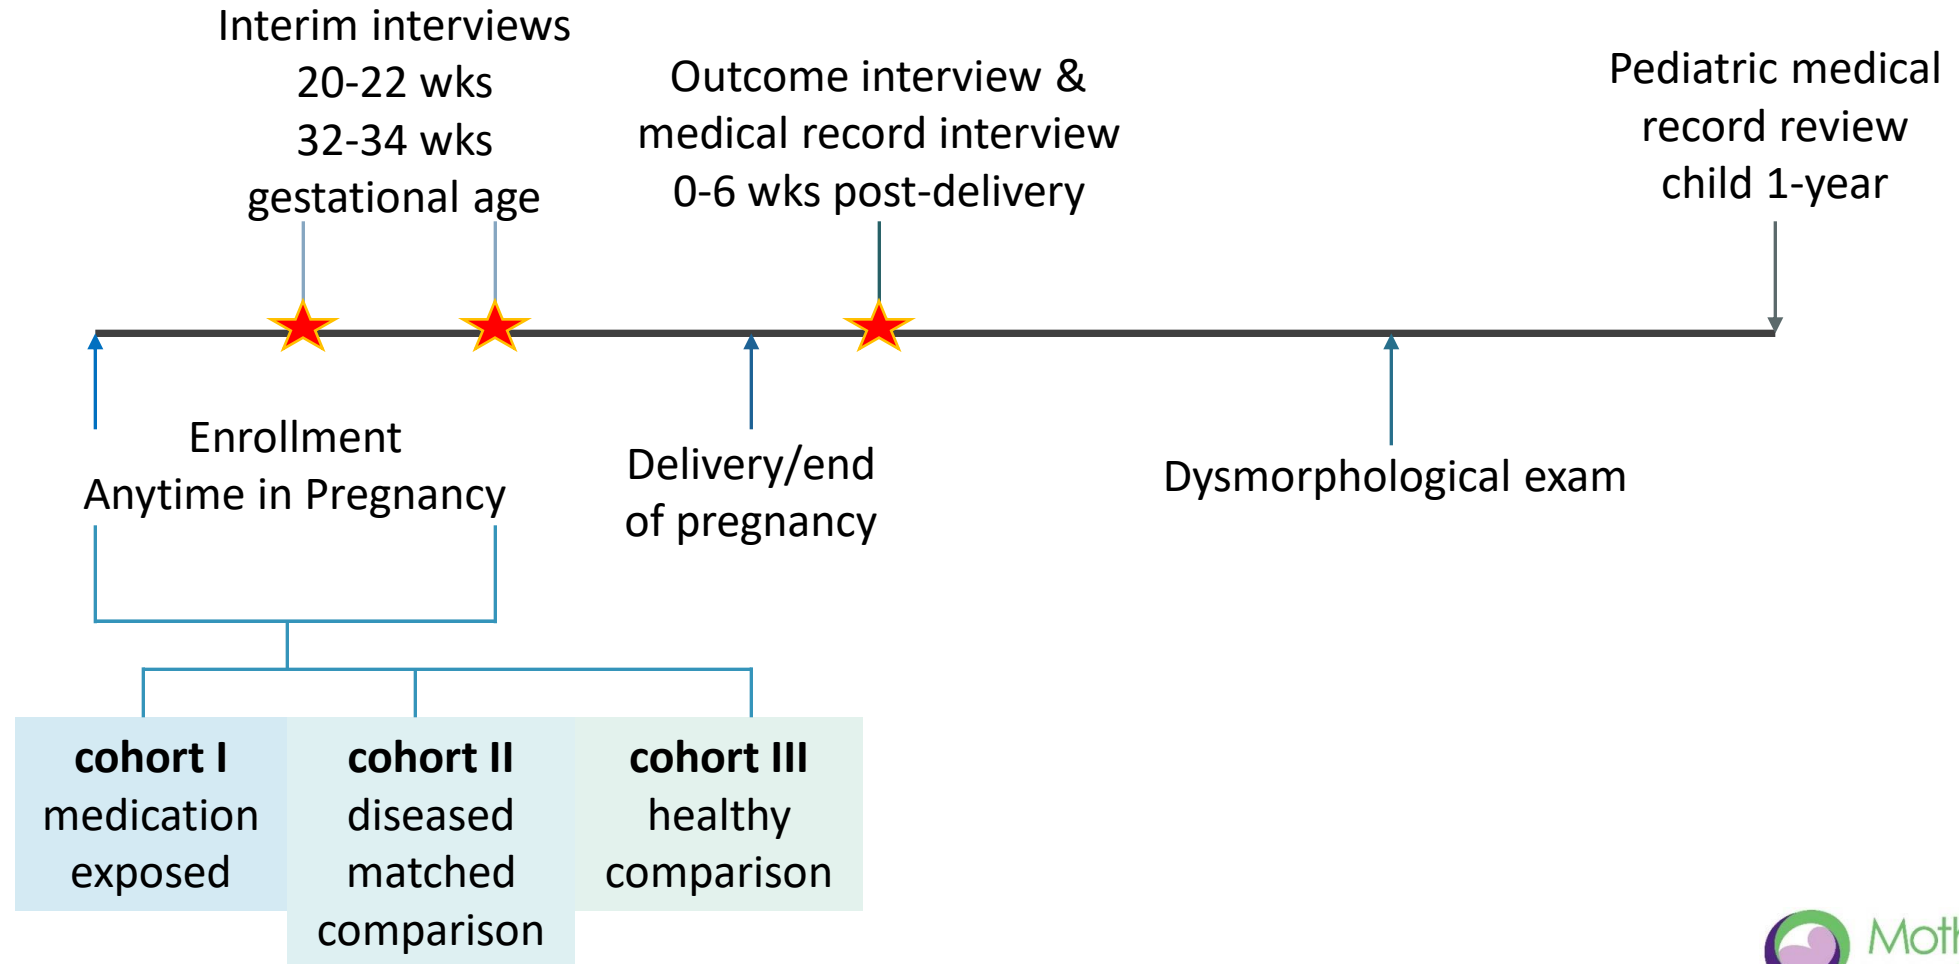 Interim interviews
20-22 wks
32-34 wks
gestational age
Outcome interview &
medical record interview
0-6 wks post-delivery
Pediatric medical
record review
child 1-year
Enrollment
Anytime in Pregnancy
Delivery/end
of pregnancy
Dysmorphological exam
cohort I
medication
exposed
cohort II
diseased
matched
comparison
cohort III
healthy
comparison